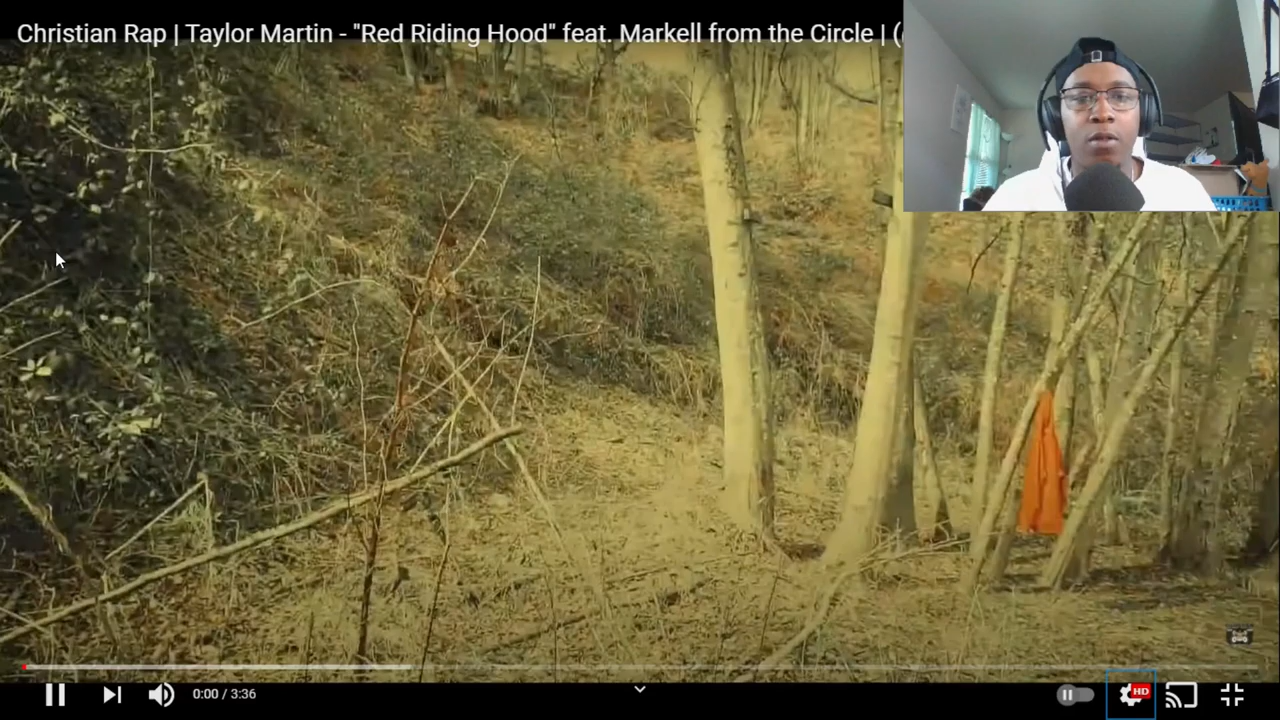 Christian Rap | Taylor Martin - "Red Riding Hood" feat. Markell from the Circle | (
HD
0:00 / 3:36